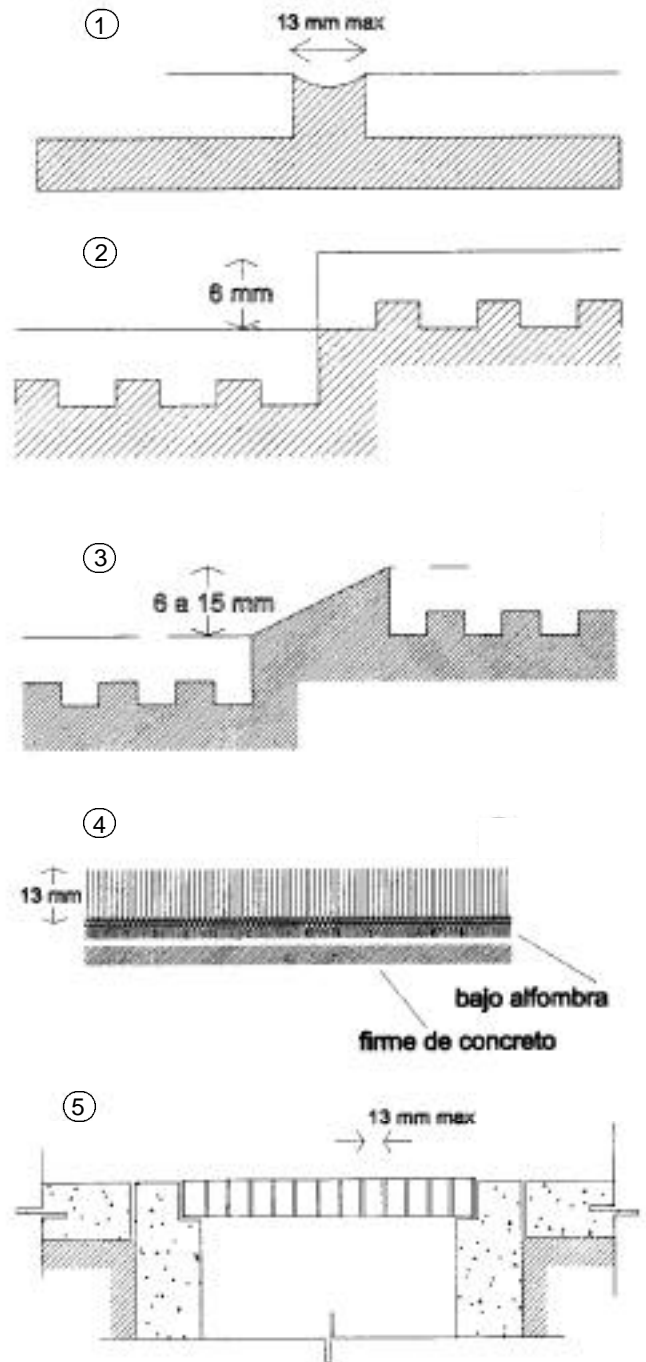 ①
13 mm max
②
6 mm
③
6 a 15 mm
④
13 mm
bajo alfombra
firme de concreto
⑤
13 mm max